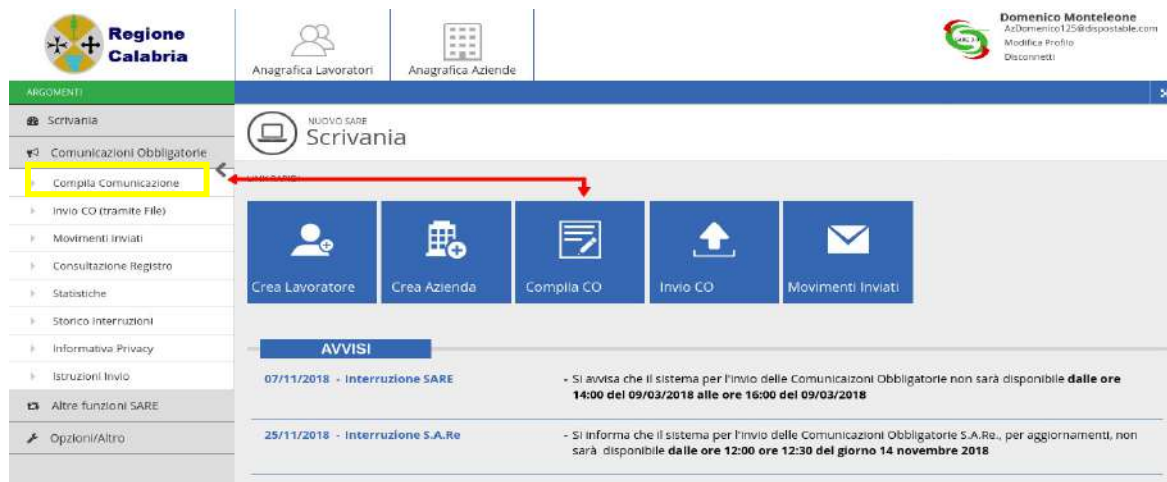 Regione
Calabria
Anagrafica Lavoratori
Anagrafica Aziende
Domenico Monteleone
AzDomenico125@dispostable.com
Modifica Profilo
Disconnetti
ARGOMENTI
Scrivania
Comunicazioni Obbligatorie
Compila Comunicazione
Invio CO (tramite File)
Movimenti Inviati
Consultazione Registro
Statistiche
Storico Interruzioni
Informativa Privacy
Istruzioni Invio
Altre funzioni SARE
Opzioni/Altro
NUOVO SARE
Scrivania
Crea Lavoratore
Crea Azienda
Compila CO
Invio CO
Movimenti Inviati
AVVISI
07/11/2018 - Interruzione SARE
- Si avvisa che il sistema per l'invio delle Comunicaizoni Obbligatorie non sarà disponibile dalle ore
14:00 del 09/03/2018 alle ore 16:00 del 09/03/2018
25/11/2018 - Interruzione S.A.Re
- Si informa che il sistema per l'invio delle Comunicazioni Obbligatorie S.A.Re., per aggiornamenti, non
sarà disponibile dalle ore 12:00 ore 12:30 del giorno 14 novembre 2018